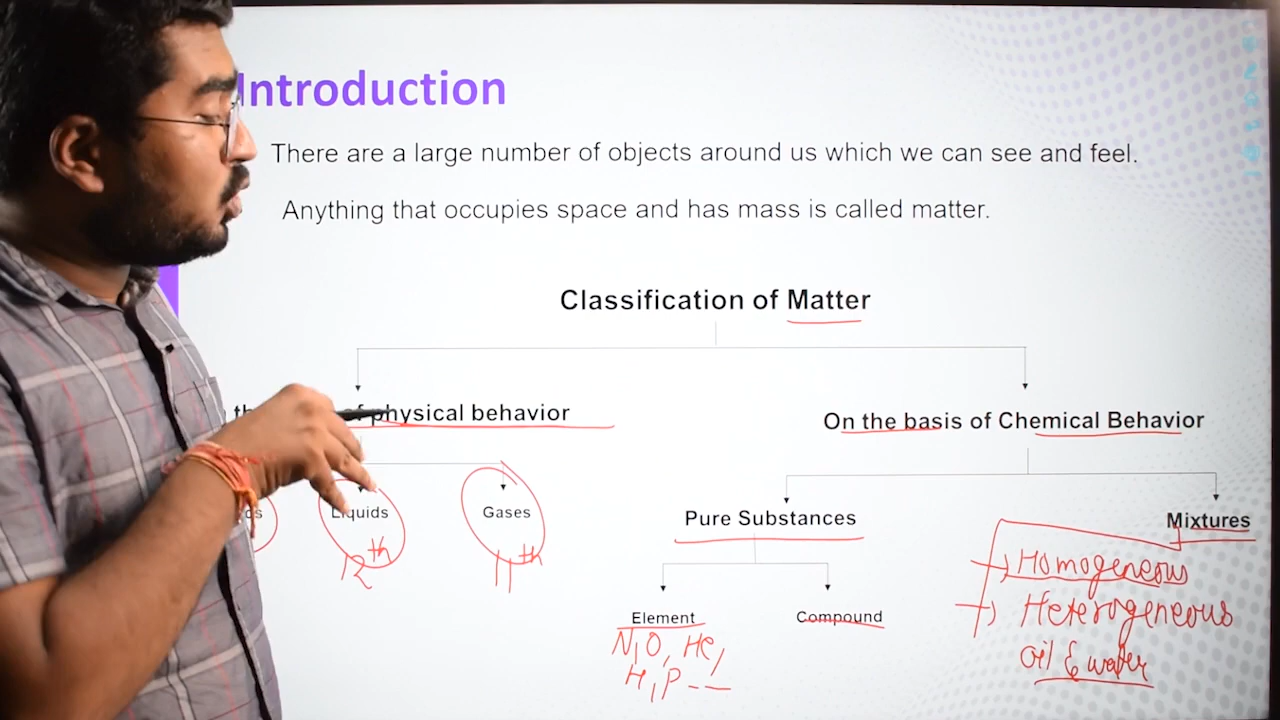 Introduction
There are a large number of objects around us which we can see and feel.
Anything that occupies space and has mass is called matter.
Classification of Matter
of physical behavior
On the basis of Chemical Behavior
Liquids
Gases
12th
11th
Pure Substances
Mixtures
Homogeneous
Heterogeneous
oil & water
Element
Compound
N, O, He,
H, P --